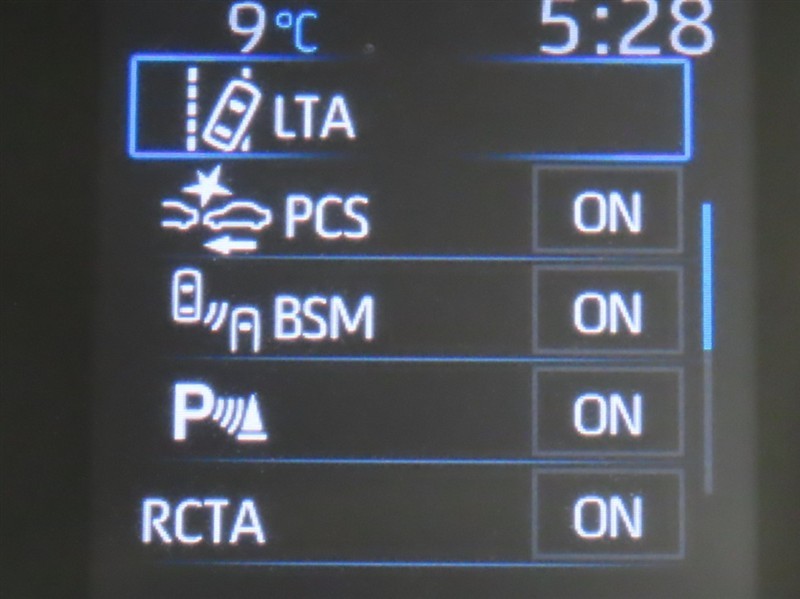 9 °C 5:28
LTA
PCS ON
BSM ON
P ON
RCTA ON